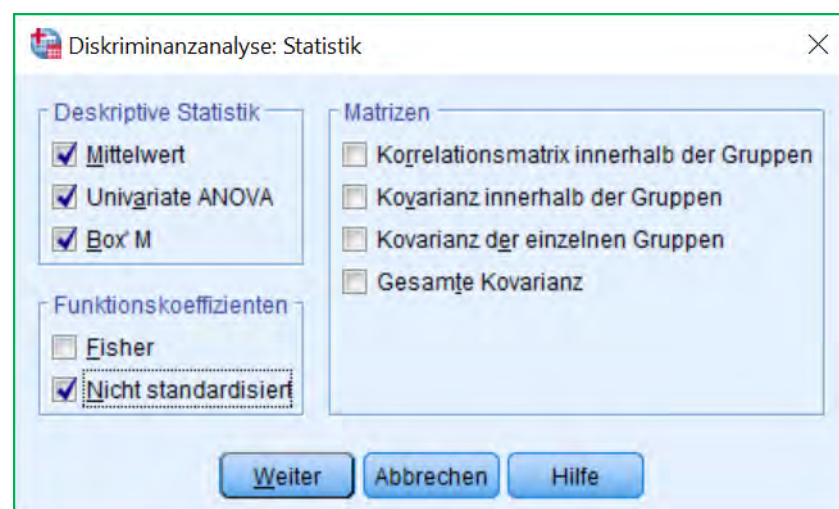 Diskriminanzanalyse: Statistik
Deskriptive Statistik
Mittelwert
Univariate ANOVA
Box' M
Funktionskoeffizienten
Fisher
Nicht standardisiert
Matrizen
Korrelationsmatrix innerhalb der Gruppen
Kovarianz innerhalb der Gruppen
Kovarianz der einzelnen Gruppen
Gesamte Kovarianz
Weiter Abbrechen Hilfe